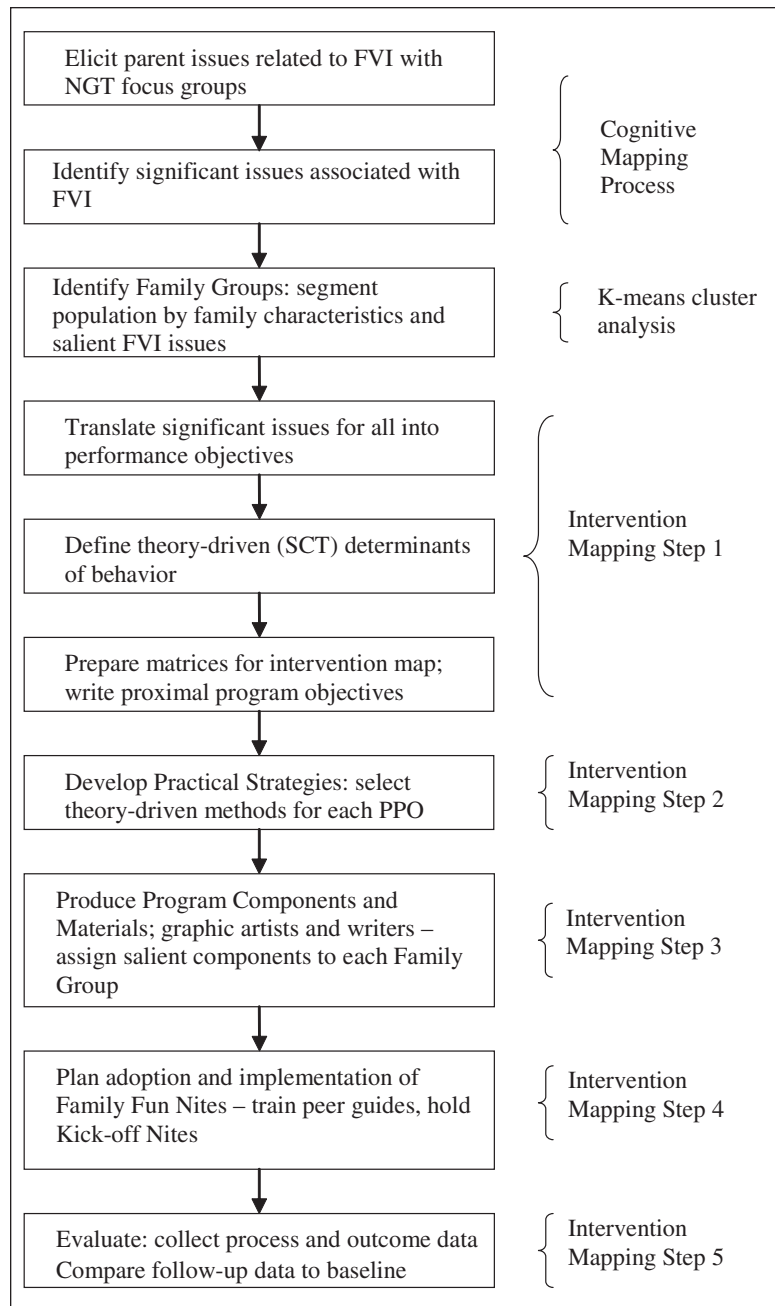 Elicit parent issues related to FVI with
NGT focus groups
Identify significant issues associated with
FVI
Cognitive
Mapping
Process
Identify Family Groups: segment
population by family characteristics and
salient FVI issues
K-means cluster
analysis
Translate significant issues for all into
performance objectives
Define theory-driven (SCT) determinants
of behavior
Prepare matrices for intervention map;
write proximal program objectives
Intervention
Mapping Step 1
Develop Practical Strategies: select
theory-driven methods for each PPO
Intervention
Mapping Step 2
Produce Program Components and
Materials; graphic artists and writers –
assign salient components to each Family
Group
Intervention
Mapping Step 3
Plan adoption and implementation of
Family Fun Nites – train peer guides, hold
Kick-off Nites
Intervention
Mapping Step 4
Evaluate: collect process and outcome data
Compare follow-up data to baseline
Intervention
Mapping Step 5